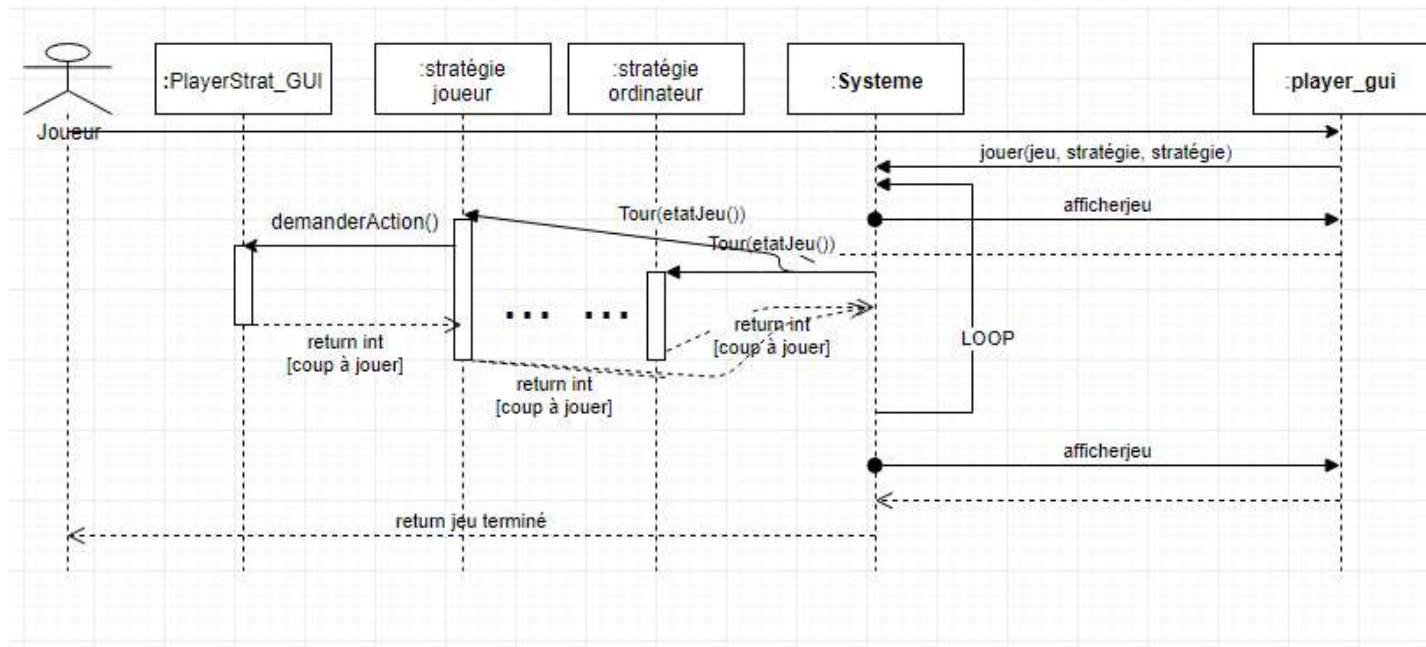 :PlayerStrat_GUI
:stratégie
joueur
:stratégie
ordinateur
:Systeme
:player_gui
Joueur
jouer(jeu, stratégie, stratégie)
afficherjeu
Tour(etatJeu())
demanderAction()
Tour(etatJeu())
... ...
return int
[coup à jouer]
return int
[coup à jouer]
LOOP
return int
[coup à jouer]
afficherjeu
return jeu terminé